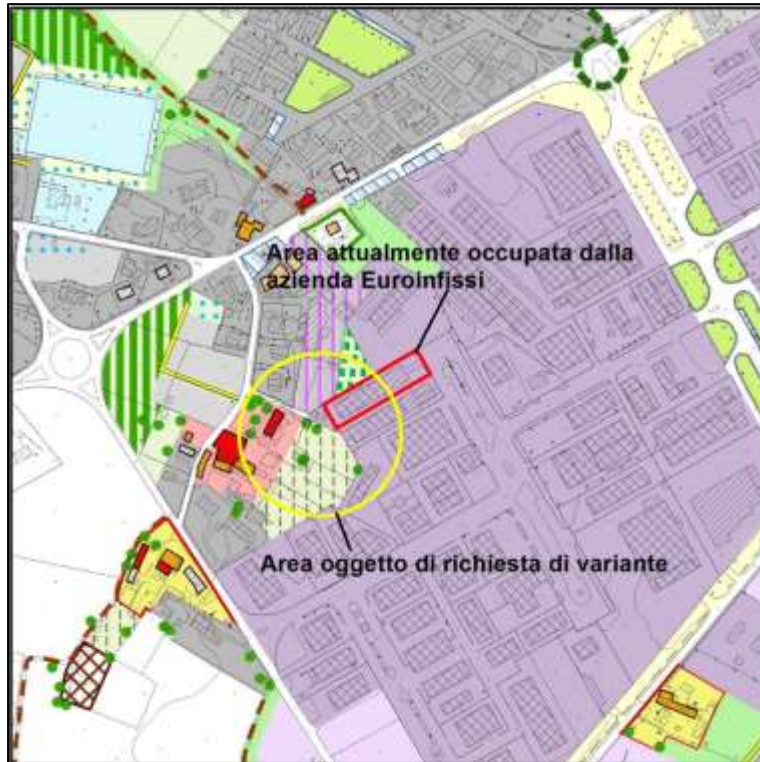 Area attualmente occupata dalla
azienda Euroinfissi
Area oggetto di richiesta di variante